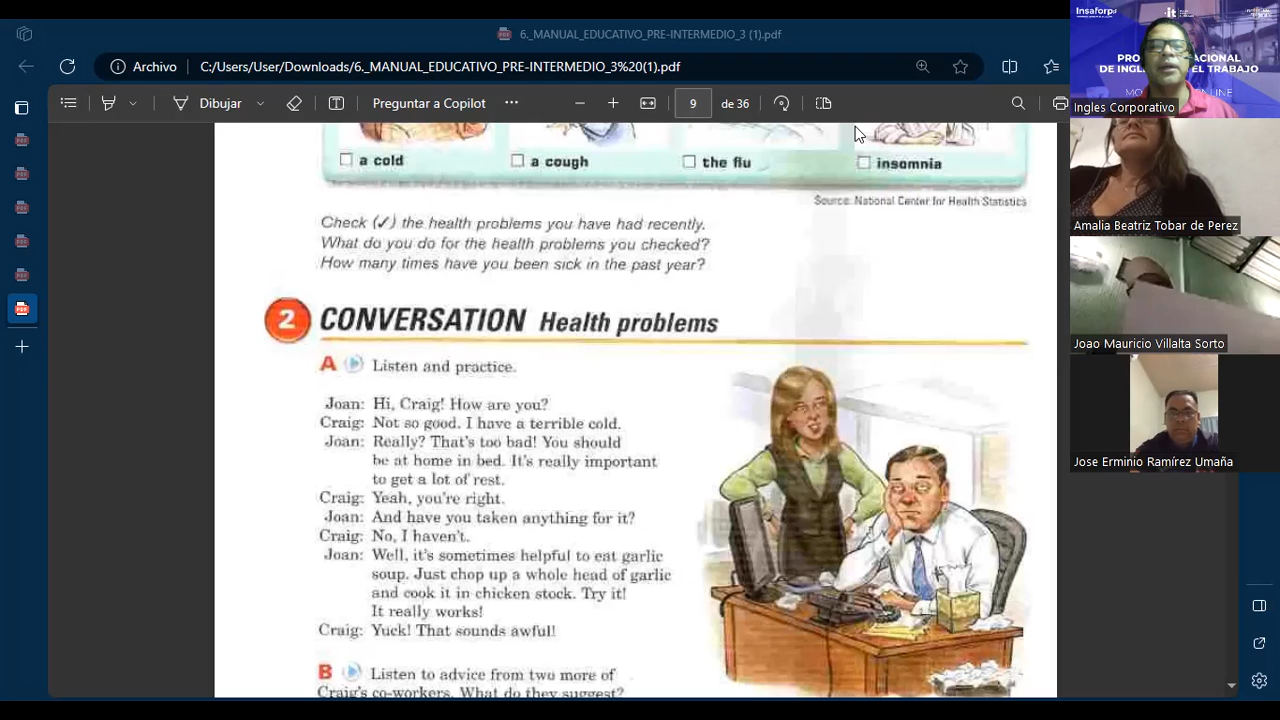 6._MANUAL_EDUCATIVO_PRE-INTERMEDIO_3 (1).pdf
Archivo
C:/Users/User/Downloads/6._MANUAL_EDUCATIVO_PRE-INTERMEDIO_3%20(1).pdf
Dibujar
Preguntar a Copilot
9
de 36
a cold
a cough
the flu
insomnia
Source: National Center for Health Statistics
Check (✓) the health problems you have had recently.
What do you do for the health problems you checked?
How many times have you been sick in the past year?
2 CONVERSATION Health problems
A Listen and practice.
Joan: Hi, Craig! How are you?
Craig: Not so good. I have a terrible cold.
Joan: Really? That's too bad! You should
be at home in bed. It's really important
to get a lot of rest.
Craig: Yeah, you're right.
Joan: And have you taken anything for it?
Craig: No, I haven't.
Joan: Well, it's sometimes helpful to eat garlic
soup. Just chop up a whole head of garlic
and cook it in chicken stock. Try it!
It really works!
Craig: Yuck! That sounds awful!
B Listen to advice from two more of
Craig's co-workers. What do they suggest?
Insaforp
it
PRO ACIONAL
DE INGL EL TRABAJO
MO NLINE
Ingles Corporativo
Amalia Beatriz Tobar de Perez
Joao Mauricio Villalta Sorto
Jose Erminio Ramírez Umaña